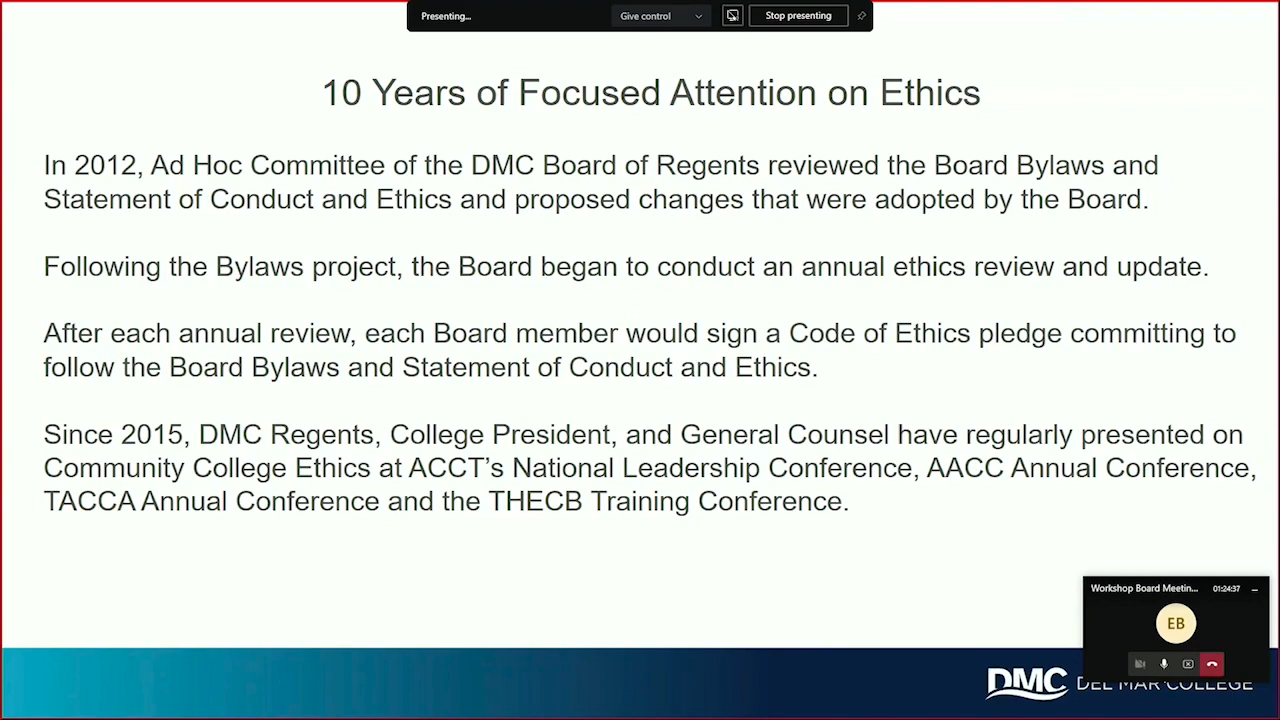 Presenting...
Give control
Stop presenting
10 Years of Focused Attention on Ethics
In 2012, Ad Hoc Committee of the DMC Board of Regents reviewed the Board Bylaws and
Statement of Conduct and Ethics and proposed changes that were adopted by the Board.
Following the Bylaws project, the Board began to conduct an annual ethics review and update.
After each annual review, each Board member would sign a Code of Ethics pledge committing to
follow the Board Bylaws and Statement of Conduct and Ethics.
Since 2015, DMC Regents, College President, and General Counsel have regularly presented on
Community College Ethics at ACCT’s National Leadership Conference, AACC Annual Conference,
TACCA Annual Conference and the THECB Training Conference.
Workshop Board Meetin... 01:24:37
EB
DMC DEL MAR COLLEGE